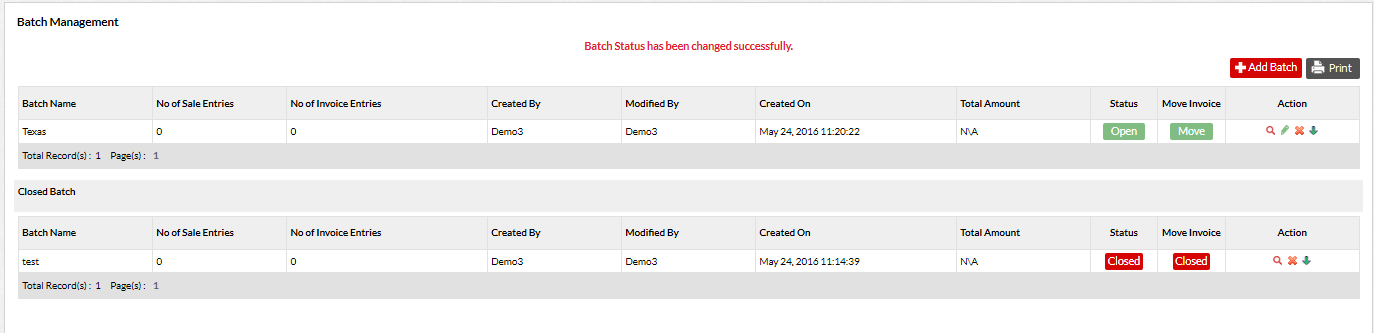 Batch Management
Batch Status has been changed successfully.
Add Batch Print
Batch Name No of Sale Entries No of Invoice Entries Created By Modified By Created On Total Amount Status Move Invoice Action
Texas 0 0 Demo3 Demo3 May 24, 2016 11:20:22 N\A Open Move
Total Record(s) : 1 Page(s) : 1
Closed Batch
Batch Name No of Sale Entries No of Invoice Entries Created By Modified By Created On Total Amount Status Move Invoice Action
test 0 0 Demo3 Demo3 May 24, 2016 11:14:39 N\A Closed Closed
Total Record(s) : 1 Page(s) : 1